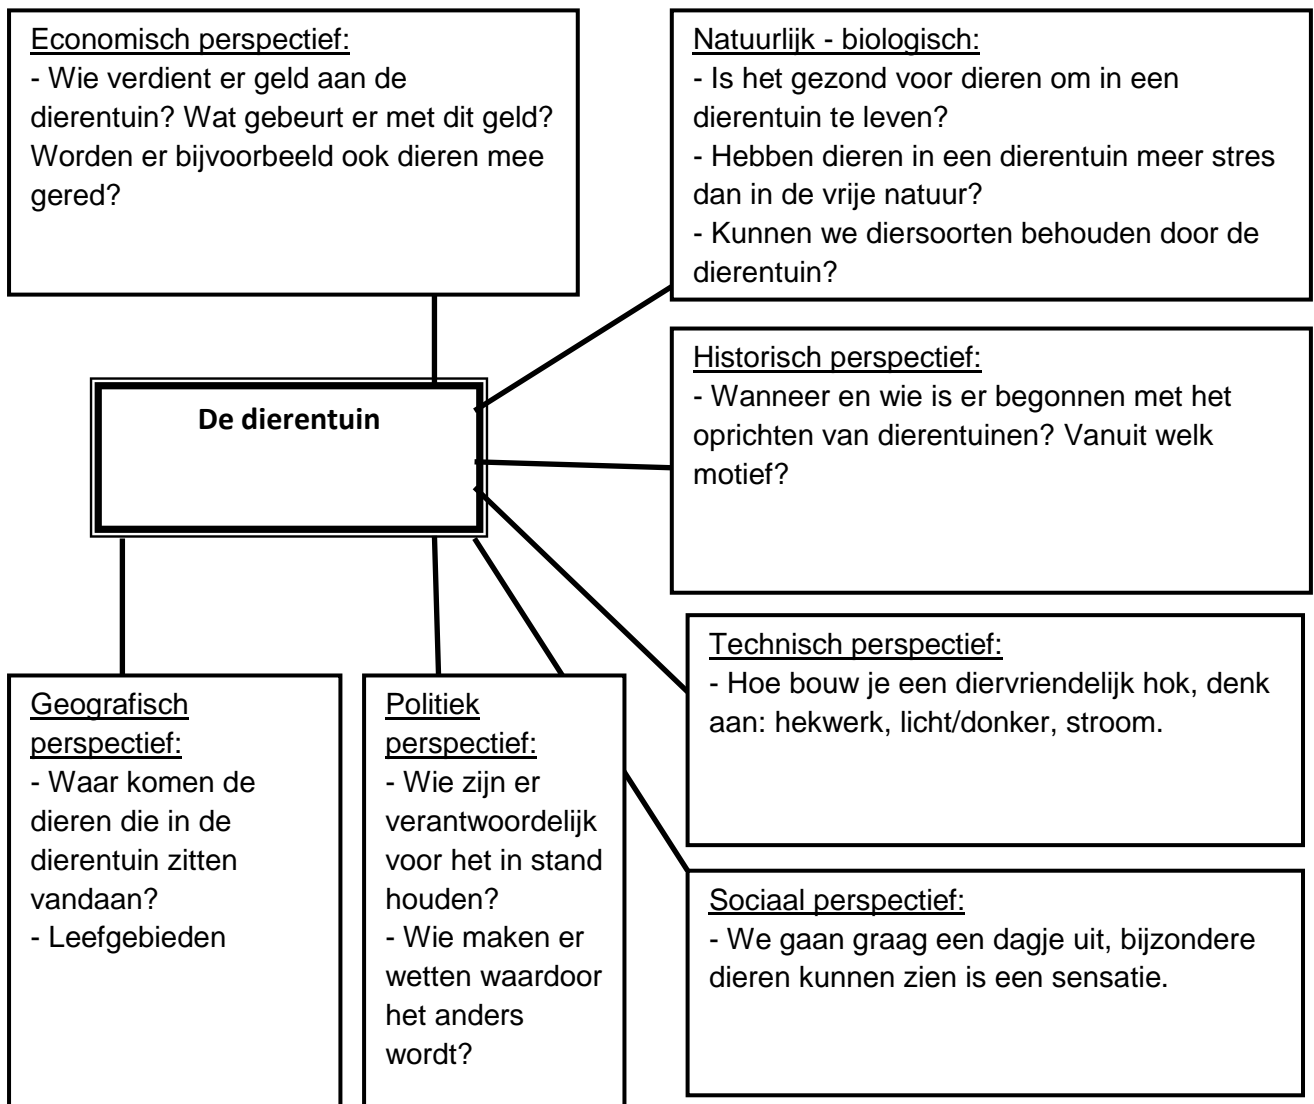 Economisch perspectief:
- Wie verdient er geld aan de
dierentuin? Wat gebeurt er met dit geld?
Worden er bijvoorbeeld ook dieren mee
gered?
Natuurlijk - biologisch:
- Is het gezond voor dieren om in een
dierentuin te leven?
- Hebben dieren in een dierentuin meer stres
dan in de vrije natuur?
- Kunnen we diersoorten behouden door de
dierentuin?
De dierentuin
Historisch perspectief:
- Wanneer en wie is er begonnen met het
oprichten van dierentuinen? Vanuit welk
motief?
Technisch perspectief:
- Hoe bouw je een diervriendelijk hok, denk
aan: hekwerk, licht/donker, stroom.
Geografisch
perspectief:
- Waar komen de
dieren die in de
dierentuin zitten
vandaan?
- Leefgebieden
Politiek
perspectief:
- Wie zijn er
verantwoordelijk
voor het in stand
houden?
- Wie maken er
wetten waardoor
het anders
wordt?
Sociaal perspectief:
- We gaan graag een dagje uit, bijzondere
dieren kunnen zien is een sensatie.